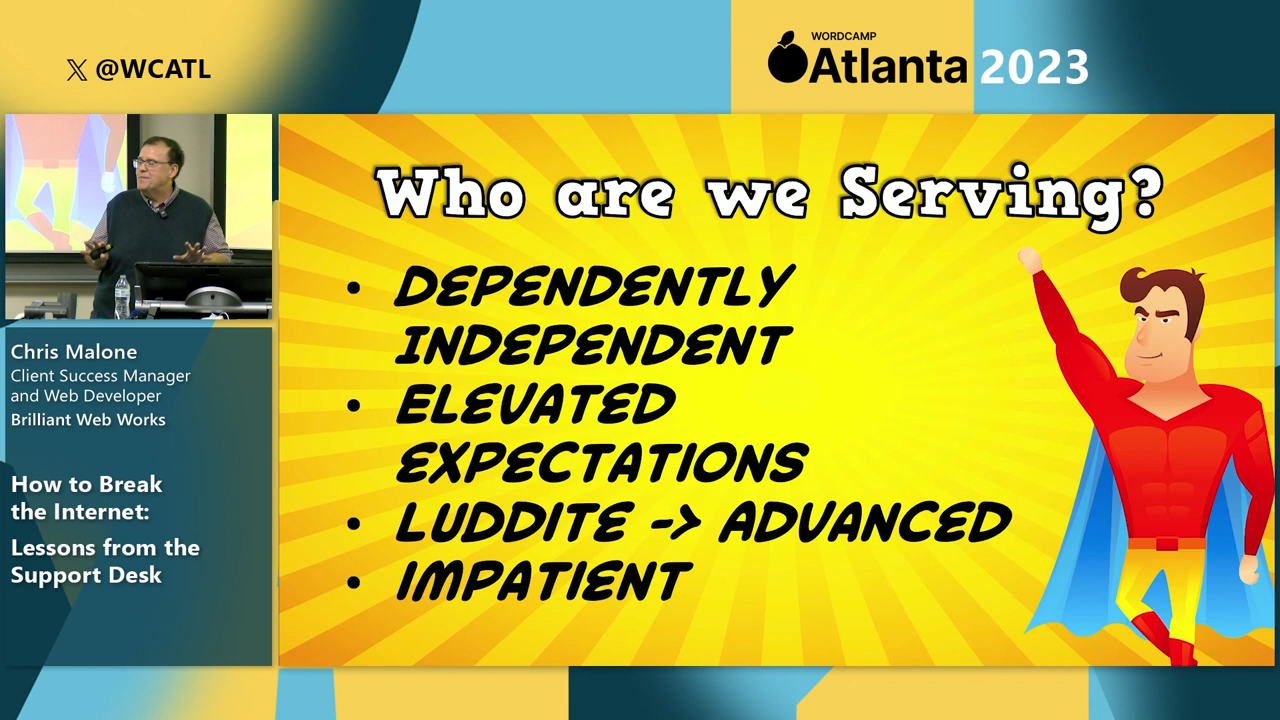 𝕏 @WCATL
WORDCAMP
Atlanta 2023
Who are we Serving?
• DEPENDENTLY
INDEPENDENT
• ELEVATED
EXPECTATIONS
• LUDDITE -> ADVANCED
• IMPATIENT
Chris Malone
Client Success Manager
and Web Developer
Brilliant Web Works
How to Break
the Internet:
Lessons from the
Support Desk